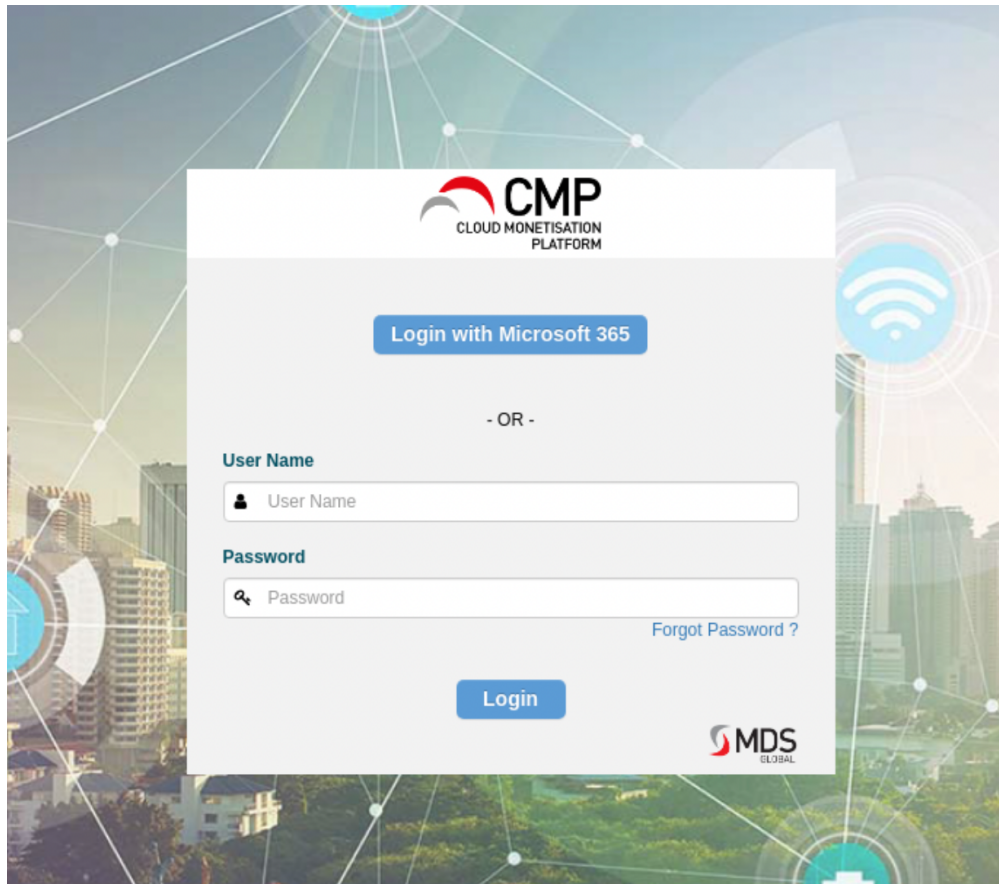 CMP
CLOUD MONETISATION
PLATFORM
Login with Microsoft 365
- OR -
User Name
User Name
Password
Password
Forgot Password ?
Login
MDS
GLOBAL